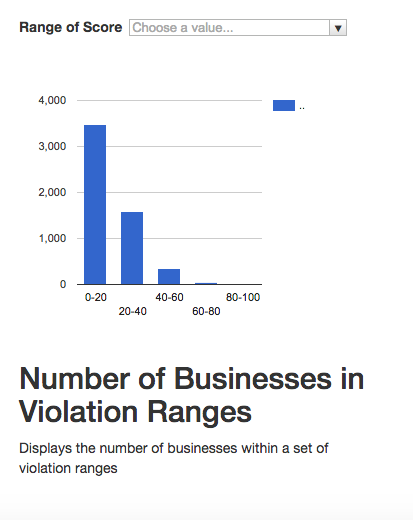 Range of Score Choose a value...
4,000
..
3,000
2,000
1,000
0
0-20 40-60 80-100
20-40 60-80
Number of Businesses in
Violation Ranges
Displays the number of businesses within a set of
violation ranges